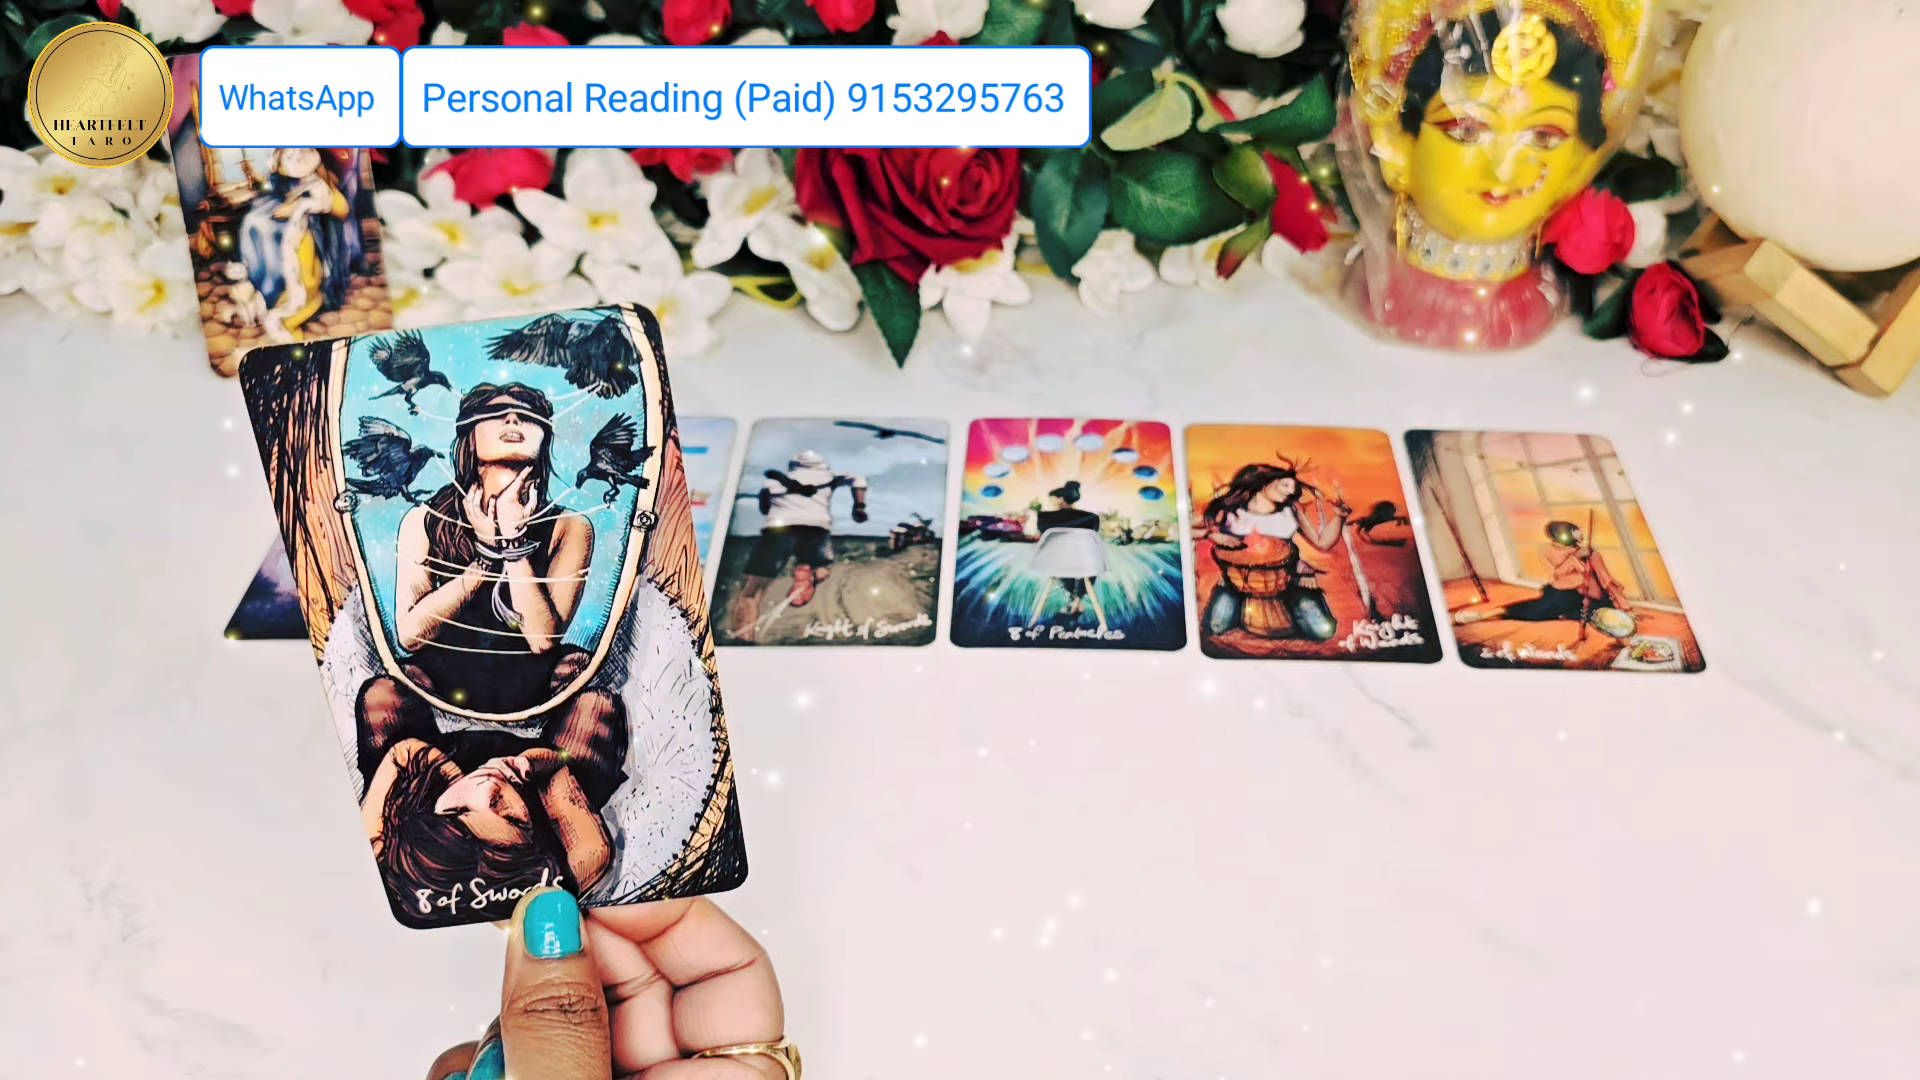 HEARTFELT
TARO
WhatsApp
Personal Reading (Paid) 9153295763
Knight of Swords
8 of Pentacles
Knight
of Wands
8 of Swords